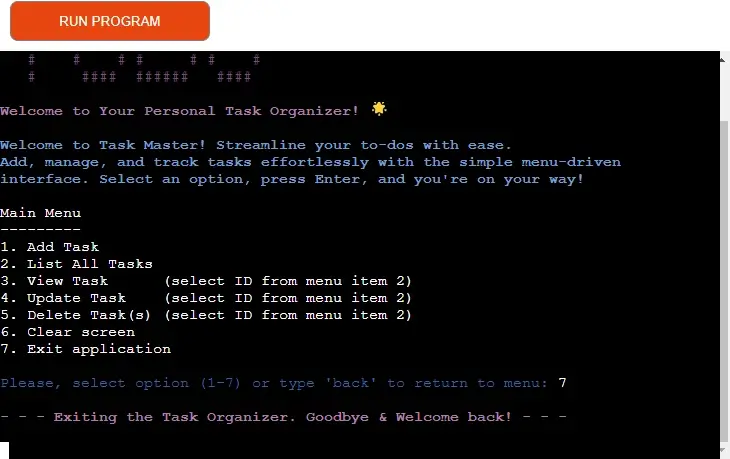 RUN PROGRAM
#    #    # #     # #    #
#     ####  ######   ####
Welcome to Your Personal Task Organizer! 🌟
Welcome to Task Master! Streamline your to-dos with ease.
Add, manage, and track tasks effortlessly with the simple menu-driven
interface. Select an option, press Enter, and you're on your way!
Main Menu
---------
1. Add Task
2. List All Tasks
3. View Task      (select ID from menu item 2)
4. Update Task    (select ID from menu item 2)
5. Delete Task(s) (select ID from menu item 2)
6. Clear screen
7. Exit application
Please, select option (1-7) or type 'back' to return to menu: 7
- - - Exiting the Task Organizer. Goodbye & Welcome back! - - -